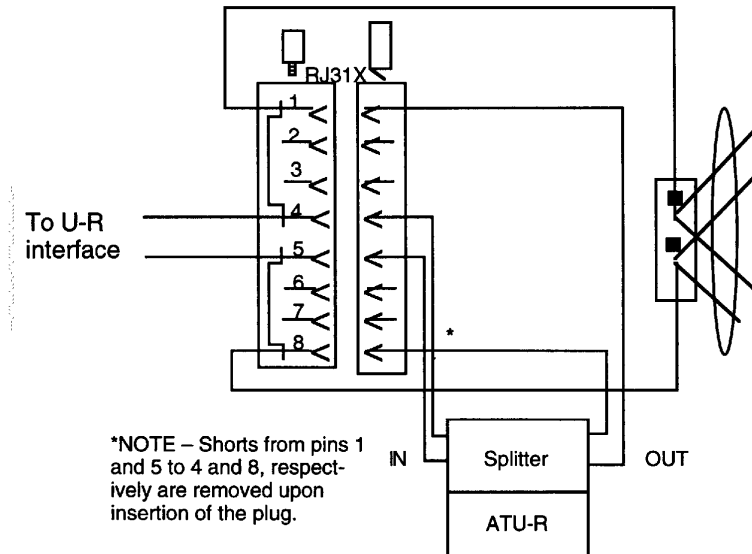 RJ31X
1
2
3
4
5
6
7
8
To U-R
interface
*
*NOTE – Shorts from pins 1
and 5 to 4 and 8, respect-
ively are removed upon
insertion of the plug.
IN
Splitter
OUT
ATU-R